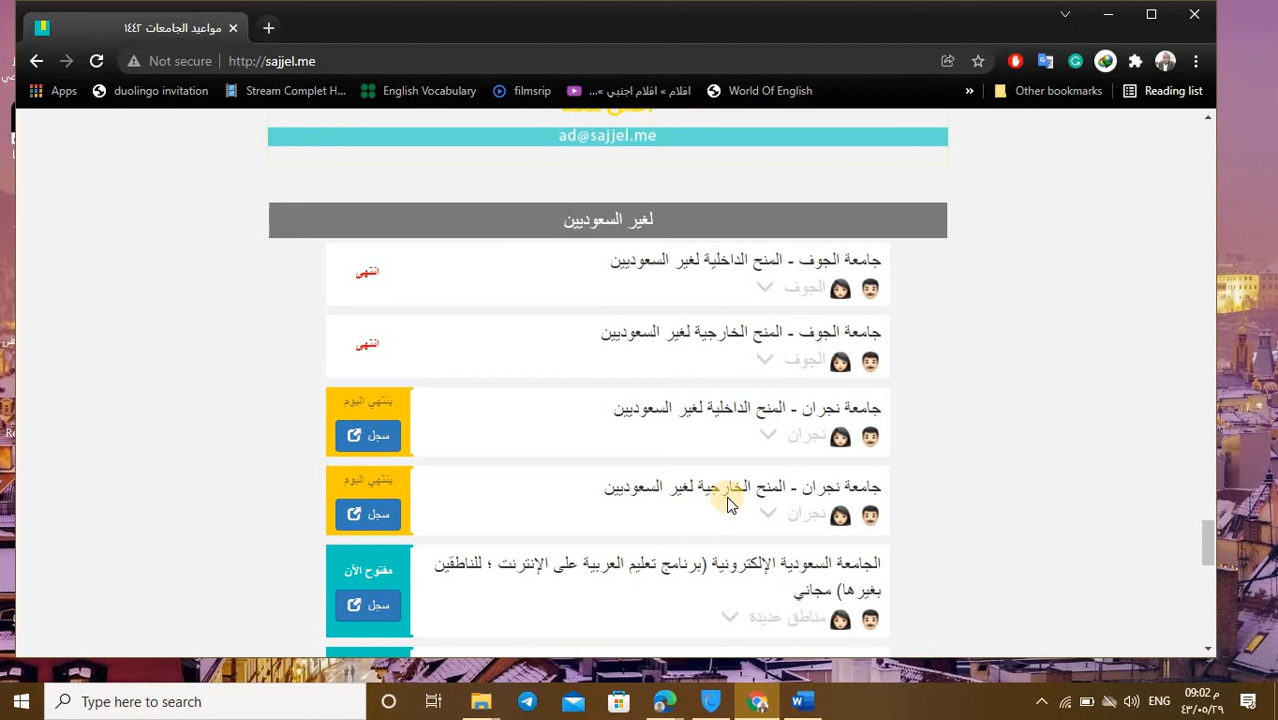 مواعيد الجامعات ١٤٤٢
Not secure
http://sajjel.me
Apps
duolingo invitation
Stream Complet H...
English Vocabulary
filmsrip
افلام » افلام اجنبي »...
World Of English
»
Other bookmarks
Reading list
ad@sajjel.me
لغير السعوديين
جامعة الجوف - المنح الداخلية لغير السعوديين
الجوف
انتهى
جامعة الجوف - المنح الخارجية لغير السعوديين
الجوف
انتهى
جامعة نجران - المنح الداخلية لغير السعوديين
نجران
ينتهي اليوم
سجل
جامعة نجران - المنح الخارجية لغير السعوديين
نجران
ينتهي اليوم
سجل
الجامعة السعودية الإلكترونية (برنامج تعليم العربية على الإنترنت ؛ للناطقين
بغيرها) مجاني
مناطق عديدة
مفتوح الآن
سجل
Type here to search
ENG
09:02 م
٤٣/٠٥/٢٩